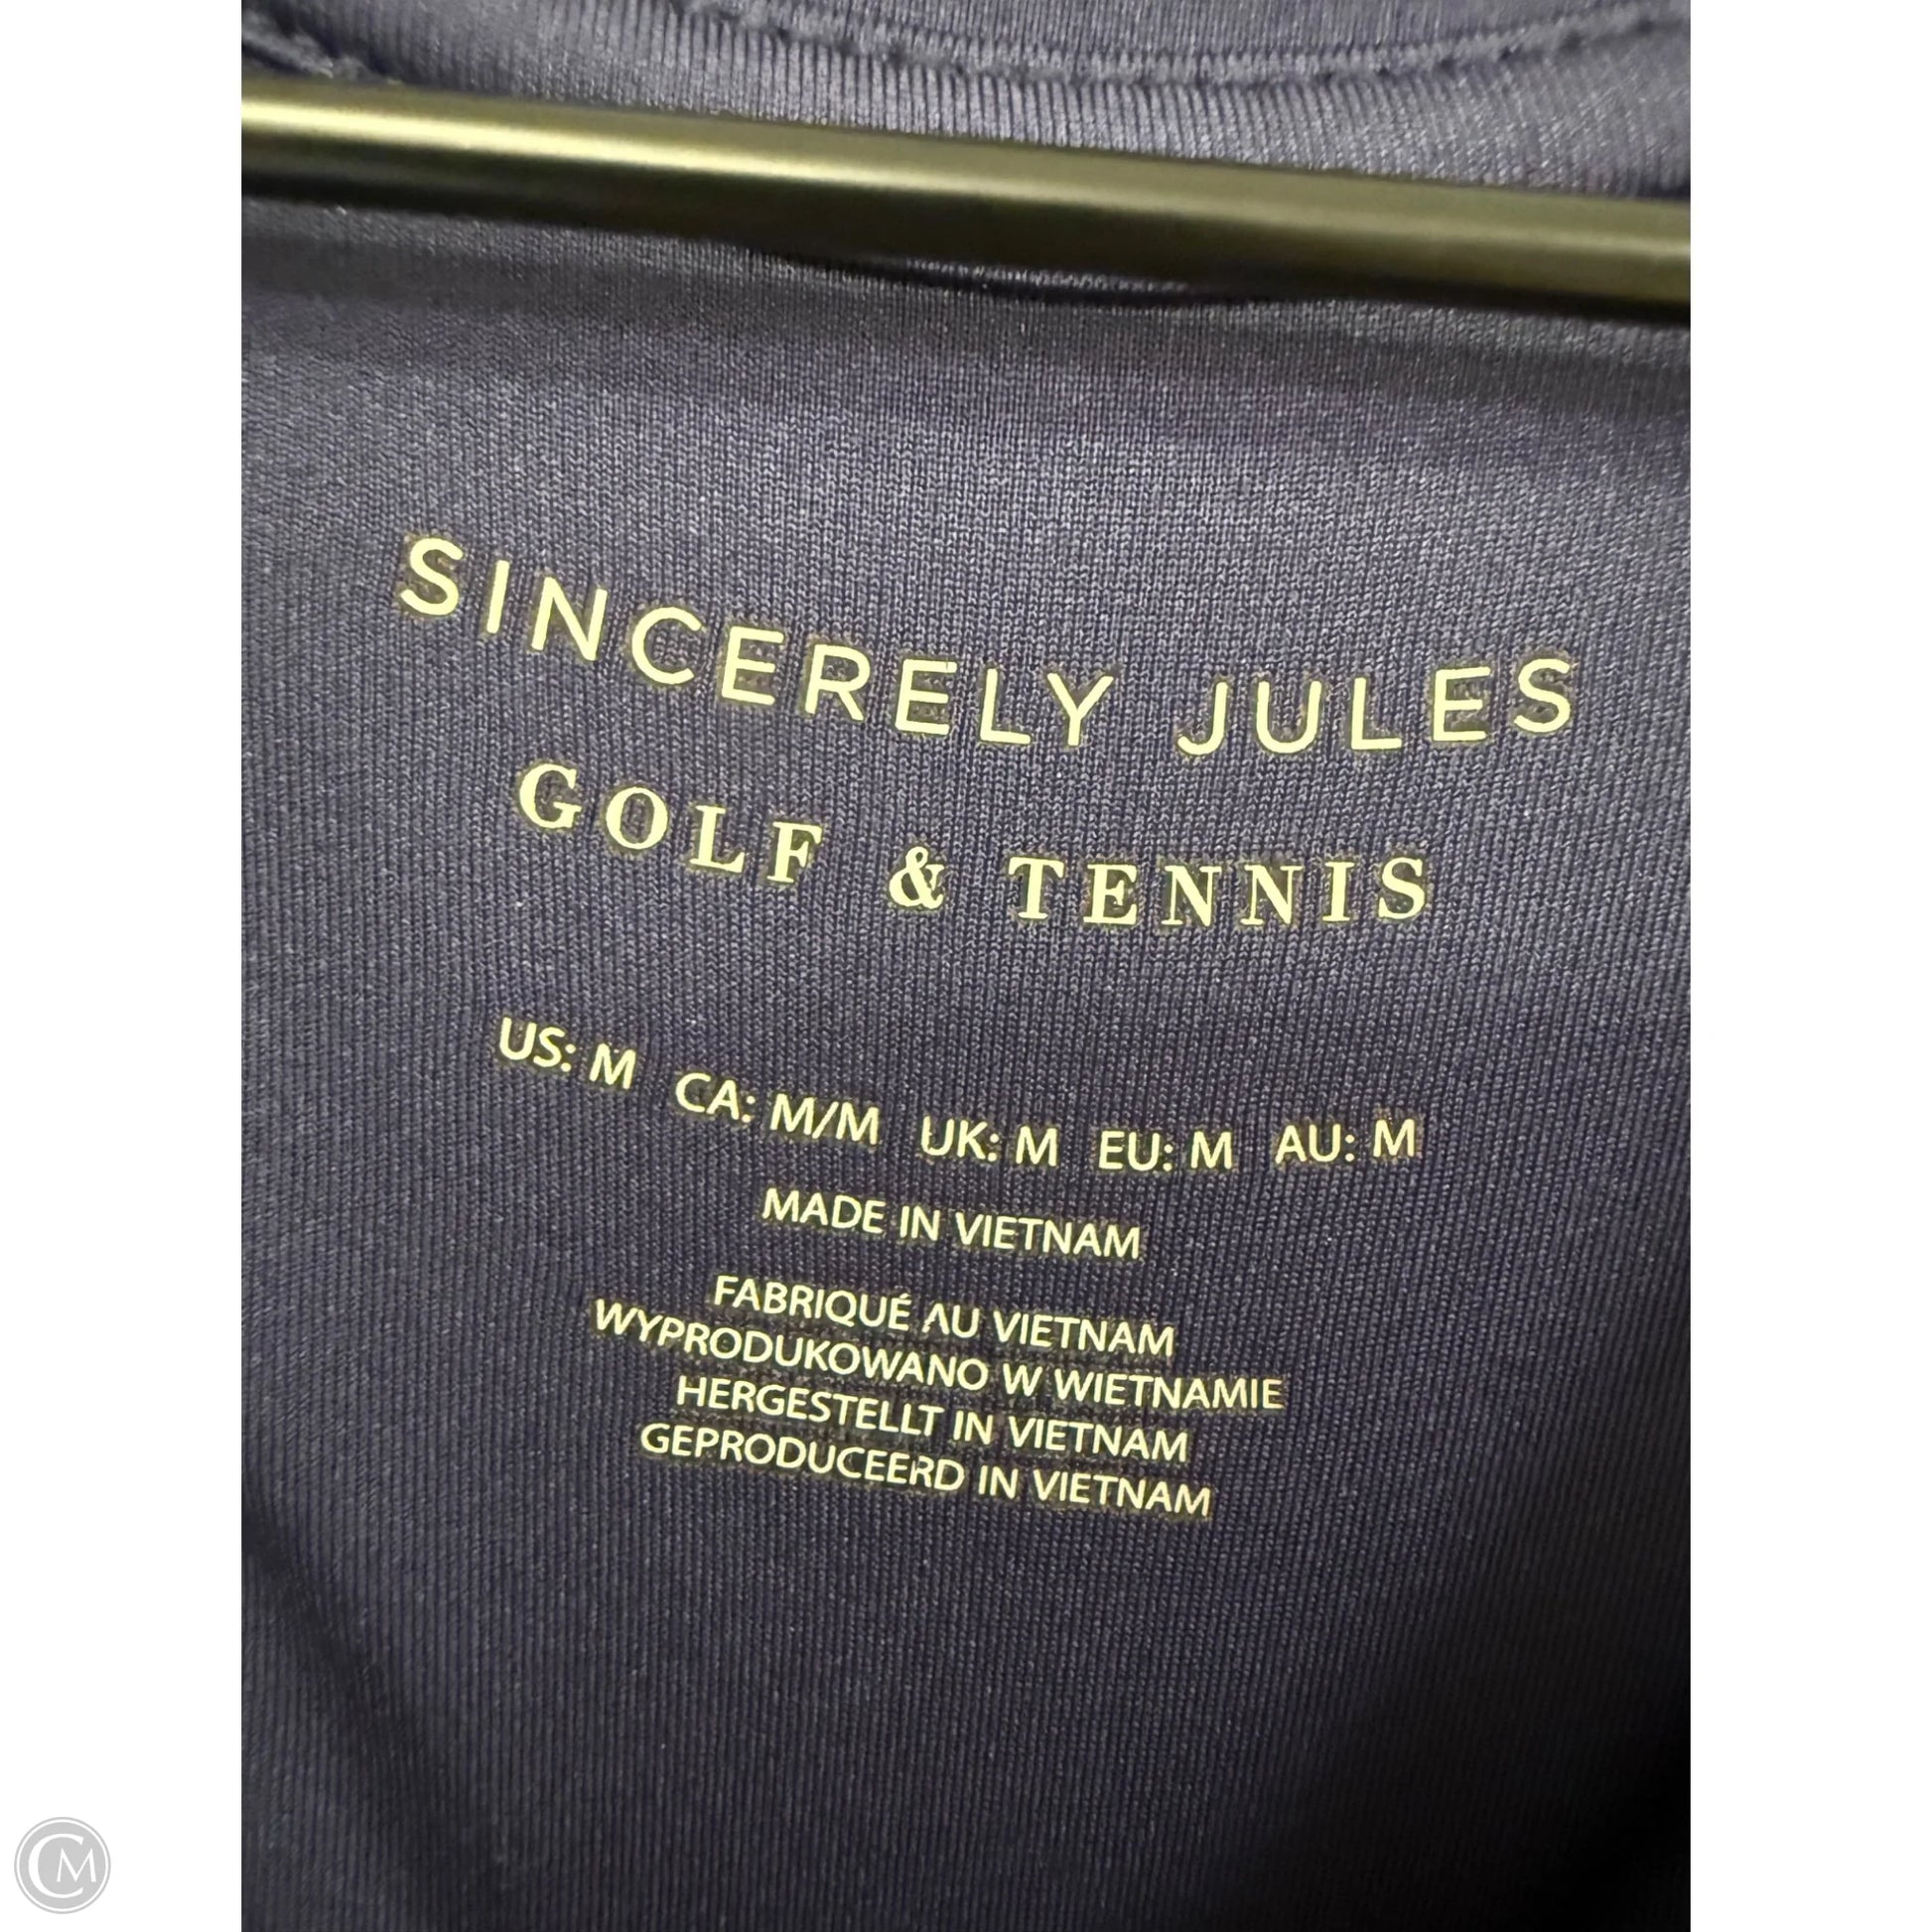 SINCERELY JULES
GOLF & TENNIS
US: M CA: M/M UK: M EU: M AU: M
MADE IN VIETNAM
FABRIQUÉ AU VIETNAM
WYPRODUKOWANO W WIETNAMIE
HERGESTELLT IN VIETNAM
GEPRODUCEERD IN VIETNAM
CM